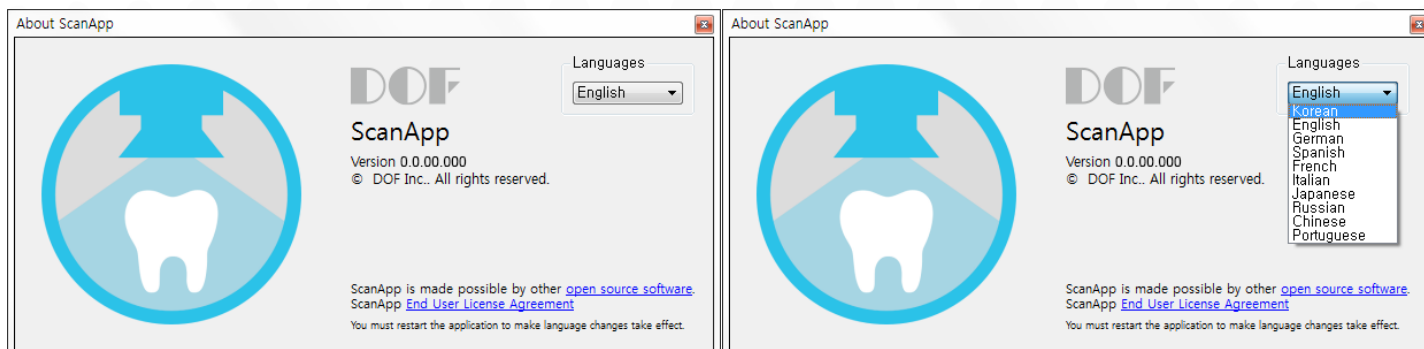 About ScanApp
DOF
Languages
English
ScanApp
Version 0.0.00.000
© DOF Inc.. All rights reserved.
ScanApp is made possible by other open source software.
ScanApp End User License Agreement
You must restart the application to make language changes take effect.
About ScanApp
DOF
Languages
English
Korean
English
German
Spanish
French
Italian
Japanese
Russian
Chinese
Portuguese
ScanApp
Version 0.0.00.000
© DOF Inc.. All rights reserved.
ScanApp is made possible by other open source software.
ScanApp End User License Agreement
You must restart the application to make language changes take effect.